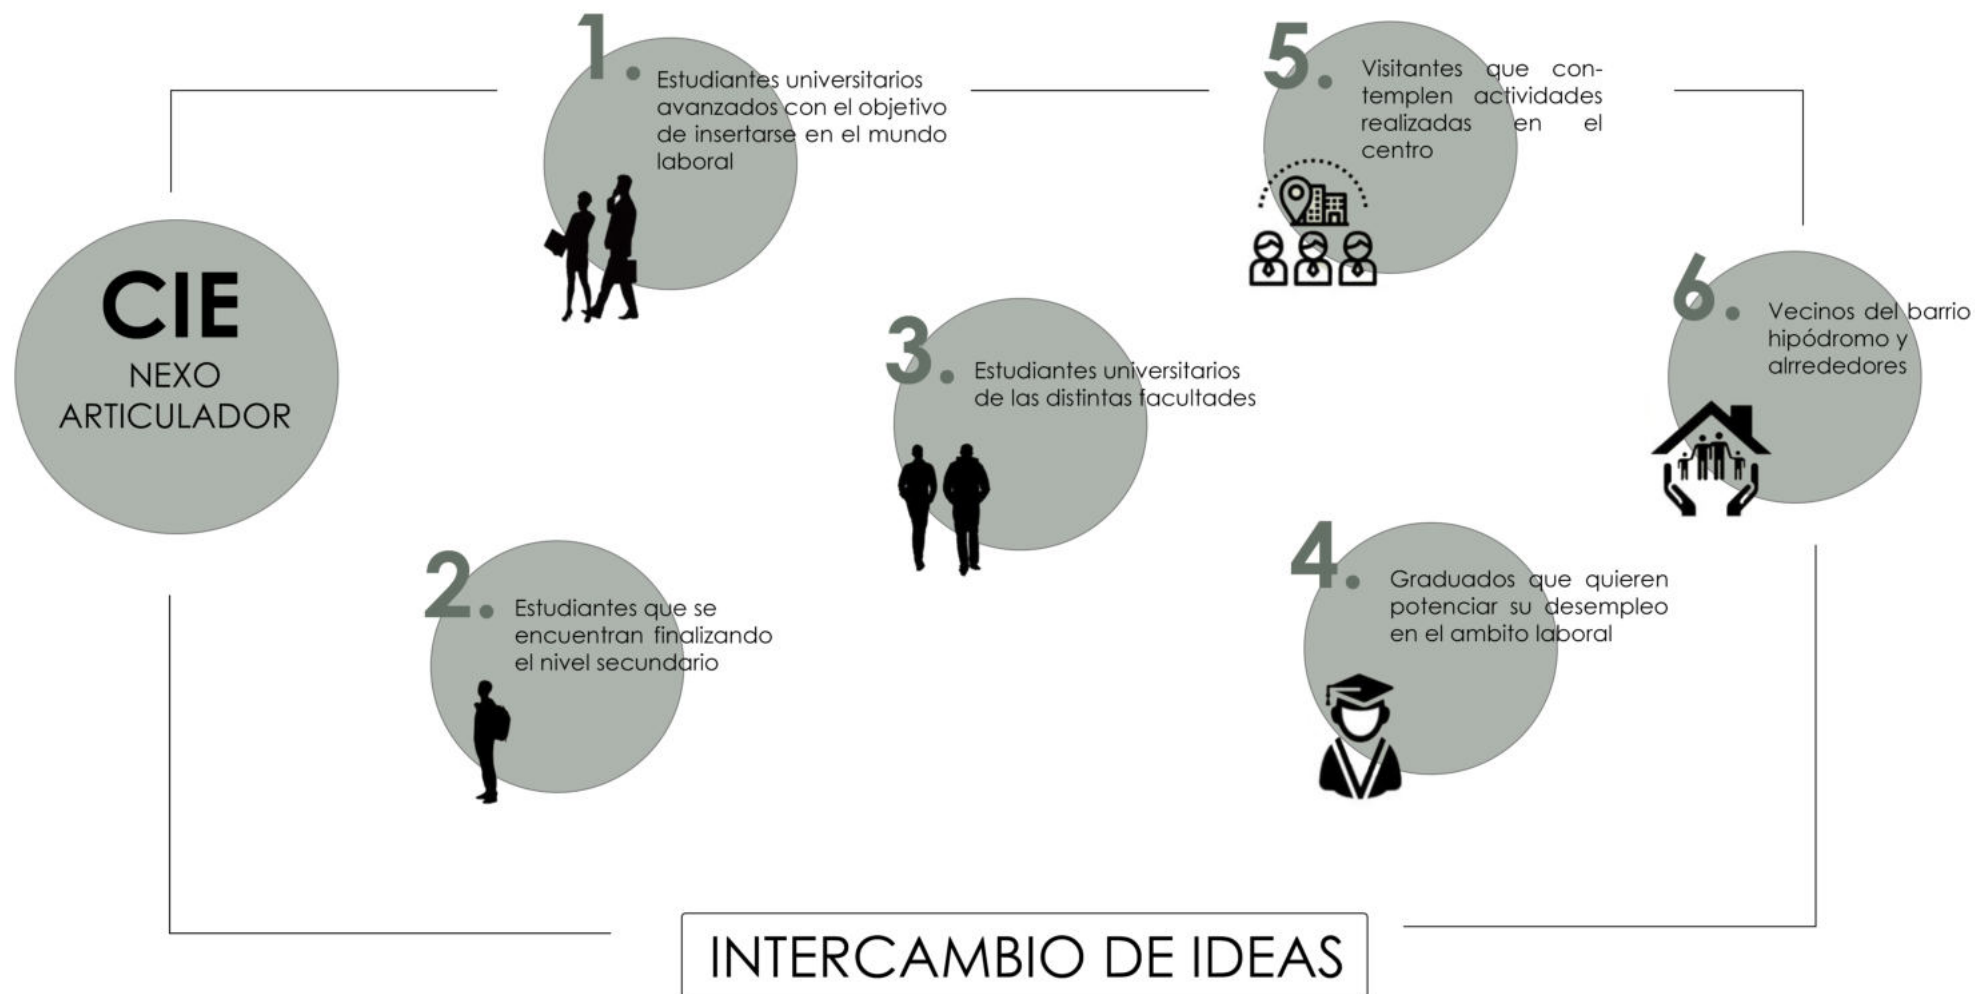 CIE
NEXO
ARTICULADOR
1.
Estudiantes universitarios
avanzados con el objetivo
de insertarse en el mundo
laboral
2.
Estudiantes que se
encuentran finalizando
el nivel secundario
3.
Estudiantes universitarios
de las distintas facultades
4.
Graduados que quieren
potenciar su desempleo
en el ambito laboral
5.
Visitantes que con-
templen actividades
realizadas en el
centro
6.
Vecinos del barrio
hipódromo y
alrrededores
INTERCAMBIO DE IDEAS